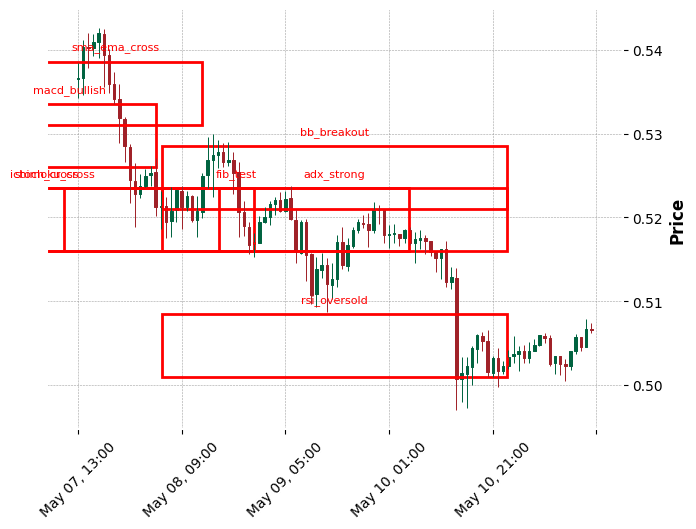 sma_ema_cross
0.54
macd_bullish
0.53
bb_breakout
stoch_cross
fib_test
adx_strong
0.52
Price
0.51
rsi_oversold
0.50
May 07, 13:00
May 08, 09:00
May 09, 05:00
May 10, 01:00
May 10, 21:00